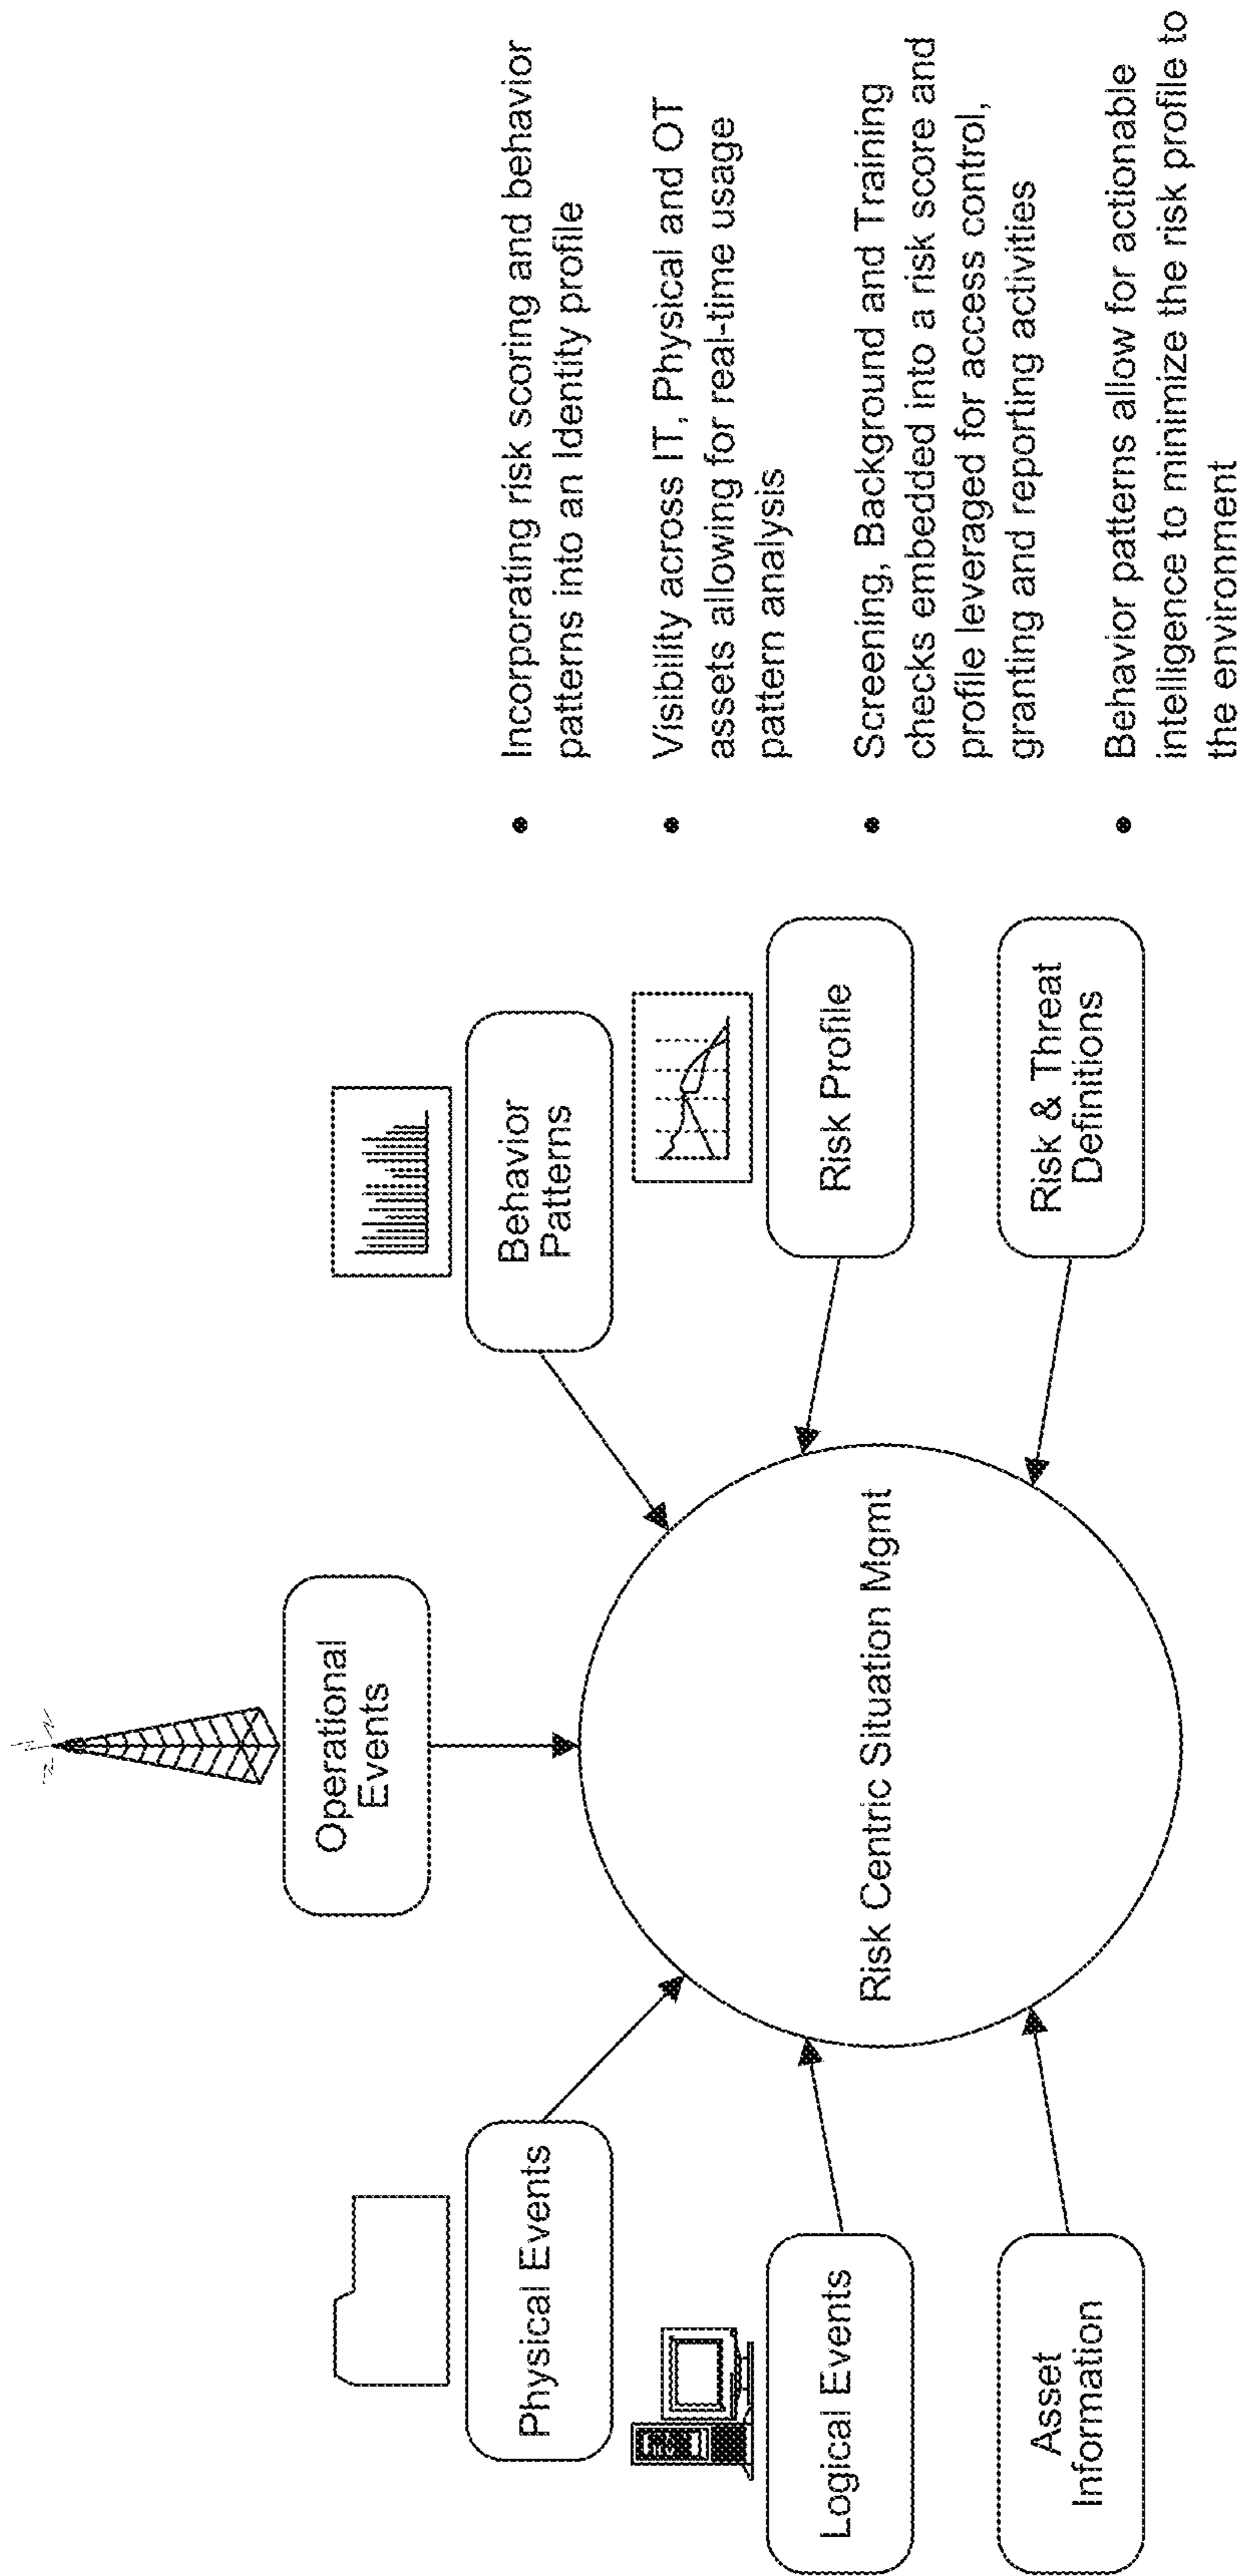 Operational
Events
Physical Events
Behavior
Patterns
Logical Events
Risk Profile
Risk Centric Situation Mgmt
Asset
Information
Risk & Threat
Definitions
• Incorporating risk scoring and behavior
patterns into an Identity profile
• Visibility across IT, Physical and OT
assets allowing for real-time usage
pattern analysis
• Screening, Background and Training
checks embedded into a risk score and
profile leveraged for access control,
granting and reporting activities
• Behavior patterns allow for actionable
intelligence to minimize the risk profile to
the environment